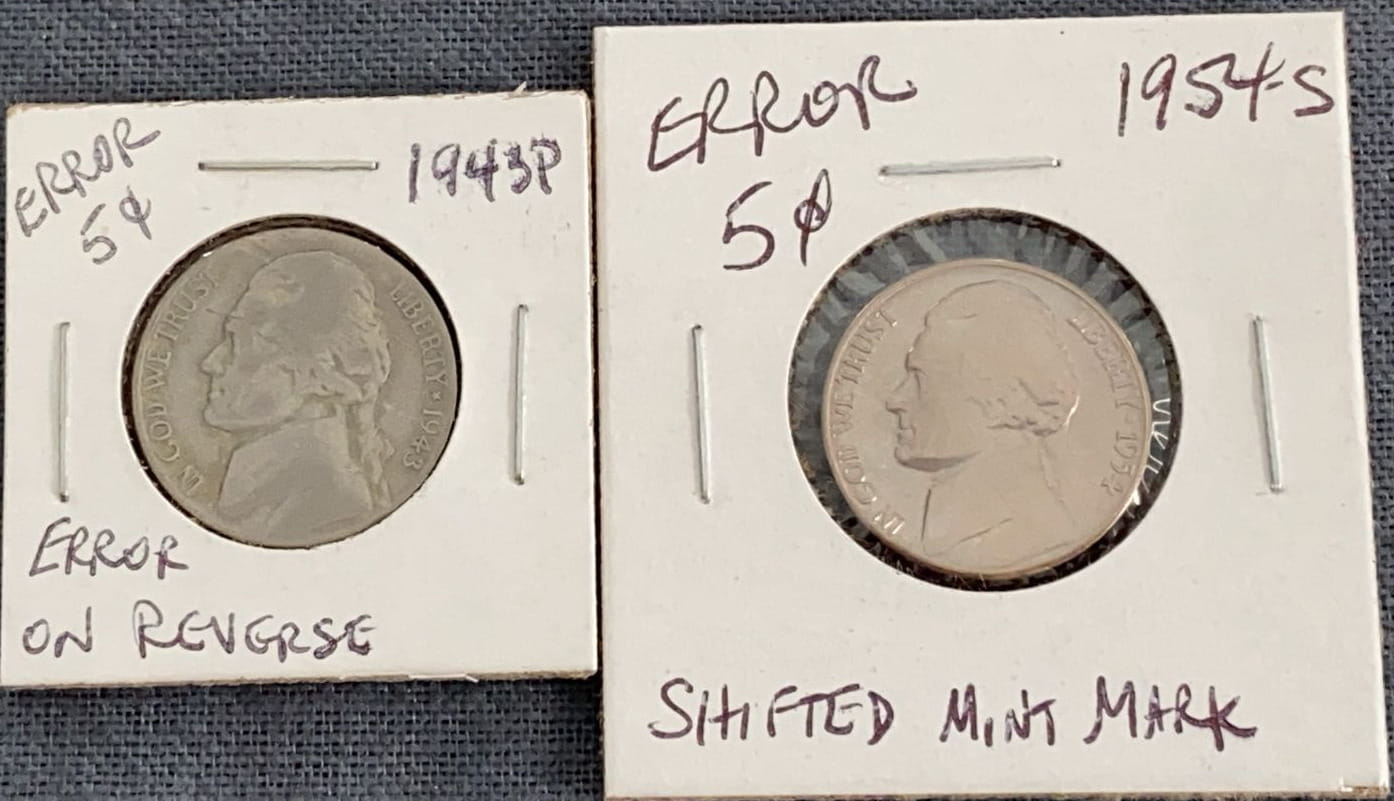 ERROR
5¢
1943P
IN GOD WE TRUST
LIBERTY ★ 1943
ERROR
ON REVERSE
ERROR
5¢
1954-S
IN GOD WE TRUST
LIBERTY ★ 1954
SHIFTED MINT MARK